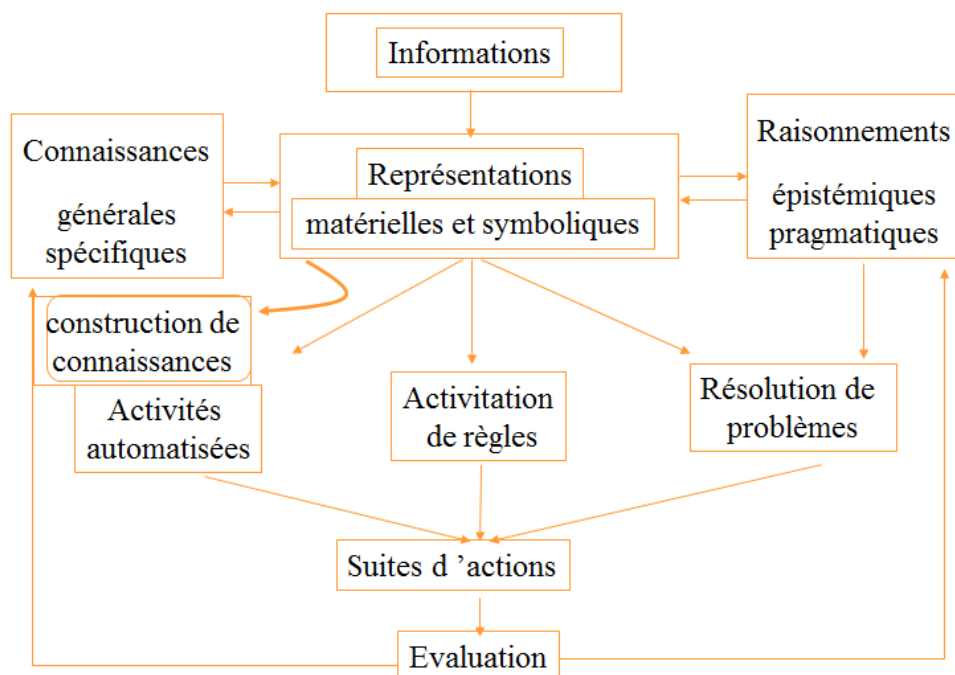 Informations
Connaissances
générales
spécifiques
Représentations
matérielles et symboliques
Raisonnements
épistémiques
pragmatiques
construction de
connaissances
Activités
automatisées
Activitation
de règles
Résolution de
problèmes
Suites d ’actions
Evaluation